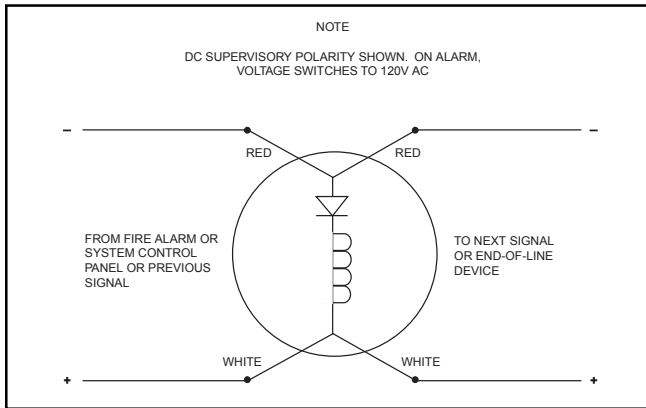 NOTE
DC SUPERVISORY POLARITY SHOWN. ON ALARM,
VOLTAGE SWITCHES TO 120V AC
– –
RED RED
FROM FIRE ALARM OR
SYSTEM CONTROL
PANEL OR PREVIOUS
SIGNAL
TO NEXT SIGNAL
OR END-OF-LINE
DEVICE
WHITE WHITE
+ +